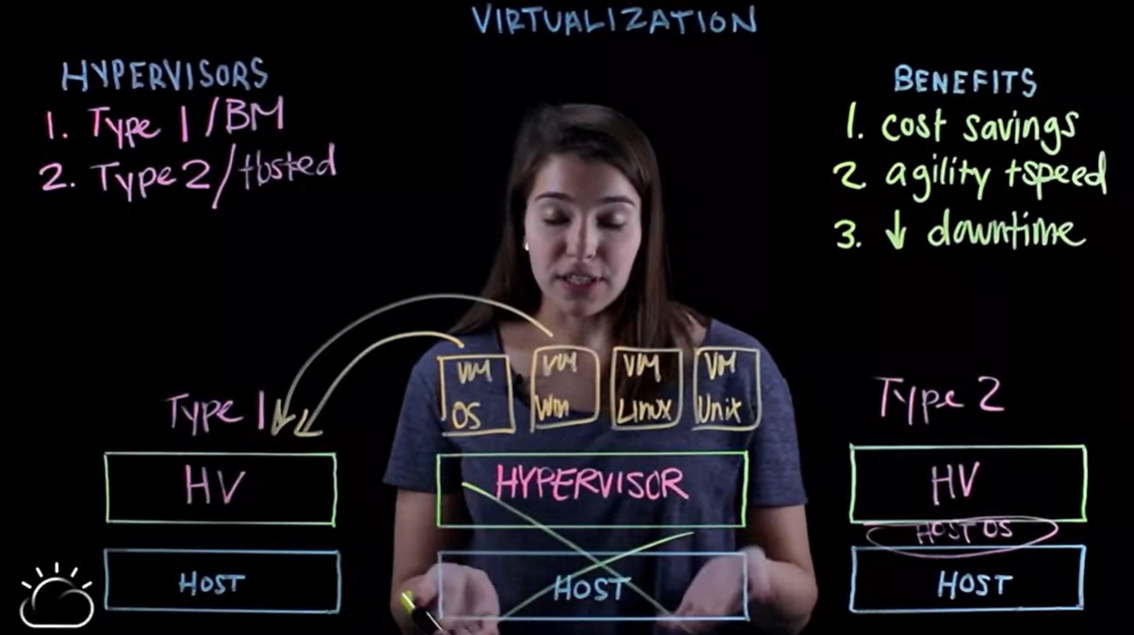 VIRTUALIZATION
HYPERVISORS
1. Type 1/BM
2. Type 2/Hosted
BENEFITS
1. cost savings
2. agility +speed
3. ↓ downtime
VM
OS
VM
Win
VM
Linux
VM
Unix
Type 1
HV
HOST
HYPERVISOR
HOST
Type 2
HV
HOST OS
HOST